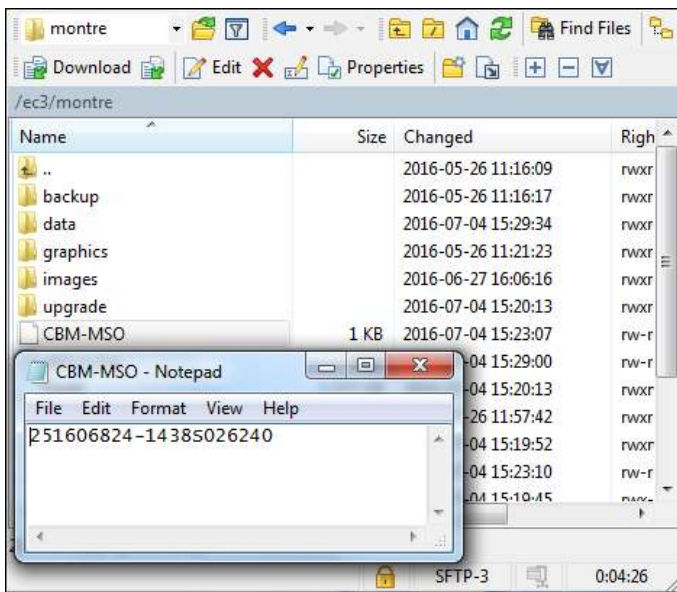 montre Find Files
Download Edit Properties
/ec3/montre
Name Size Changed Righ
.. 2016-05-26 11:16:09 rwxr
backup 2016-05-26 11:16:17 rwxr
data 2016-07-04 15:29:34 rwxr
graphics 2016-05-26 11:21:23 rwxr
images 2016-06-27 16:06:16 rwxr
upgrade 2016-07-04 15:20:13 rwxr
CBM-MSO 1 KB 2016-07-04 15:23:07 rw-r
CBM-MSO - Notepad
-04 15:29:00 rw-r
File Edit Format View Help
-04 15:20:13 rwxr
251606824-1438S026240
-26 11:57:42 rwxr
-04 15:19:52 rwxr
-04 15:23:10 rw-r
-04 15:19:45
SFTP-3 0:04:26